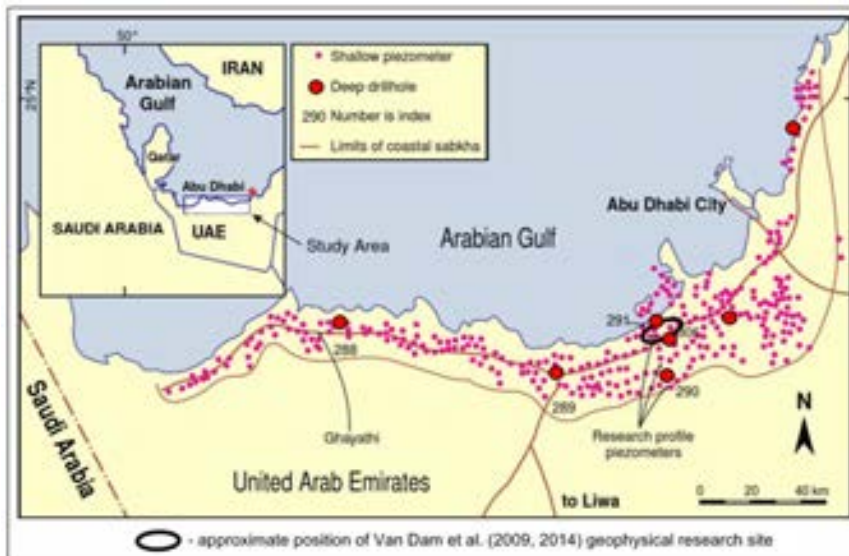 50°
IRAN
Arabian
Gulf
Qatar
Abu Dhabi
SAUDI ARABIA
UAE
Study Area
25°N
Shallow piezometer
Deep drillhole
290 Number is index
Limits of coastal sabkha
Abu Dhabi City
Arabian Gulf
291
288
289
290
Ghayathi
Research profile
piezometers
N
Saudi Arabia
United Arab Emirates
to Liwa
0 20 40 km
- approximate position of Van Dam et al. (2009, 2014) geophysical research site